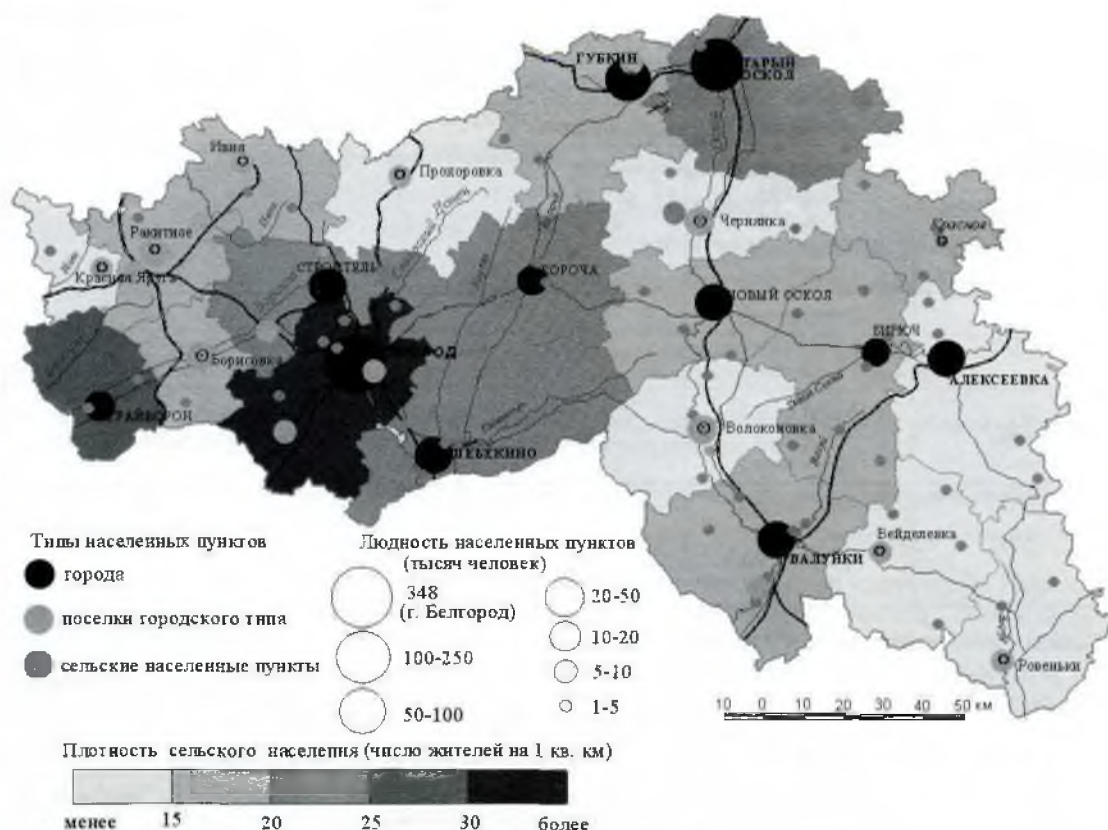 ГУБКИН
СТАРЫЙ
ОСКОЛ
Ивня
Прохоровка
Чернянка
Красное
Ракитное
Красная Яруга
СТРОИТЕЛЬ
КОРОЧА
НОВЫЙ ОСКОЛ
БИРЮЧ
АЛЕКСЕЕВКА
Борисовка
ГРАЙВОРОН
ШЕБЕКИНО
Волоконовка
ВАЛУЙКИ
Вейделевка
Ровеньки
Типы населенных пунктов
города
поселки городского типа
сельские населенные пункты
Людность населенных пунктов
(тысяч человек)
348
(г. Белгород)
100-250
50-100
20-50
10-20
5-10
1-5
10 0 10 20 30 40 50 км
Плотность сельского населения (число жителей на 1 кв. км)
менее 15 20 25 30 более